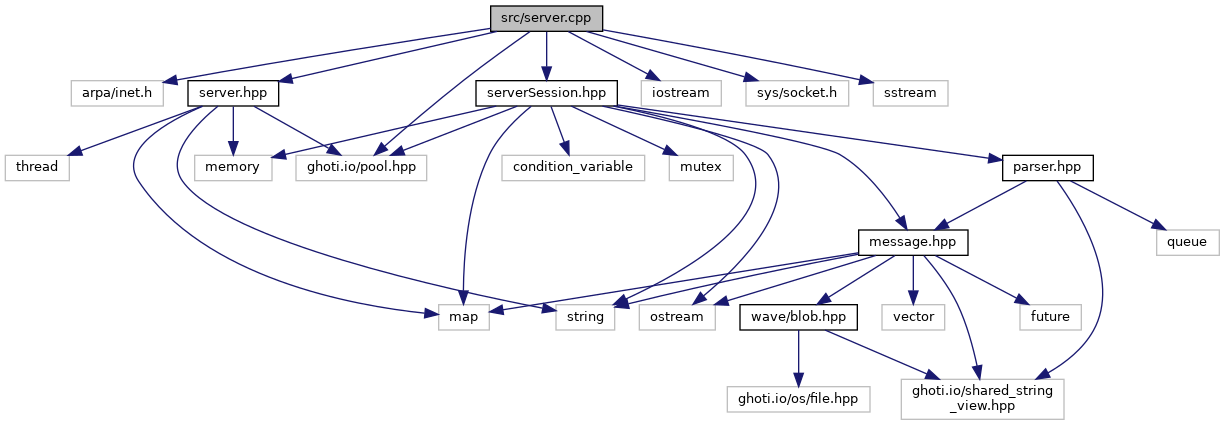 src/server.cpp
arpa/inet.h
server.hpp
serverSession.hpp
iostream
sys/socket.h
sstream
thread
memory
ghoti.io/pool.hpp
condition_variable
mutex
parser.hpp
message.hpp
queue
map
string
ostream
wave/blob.hpp
vector
future
ghoti.io/os/file.hpp
ghoti.io/shared_string
_view.hpp